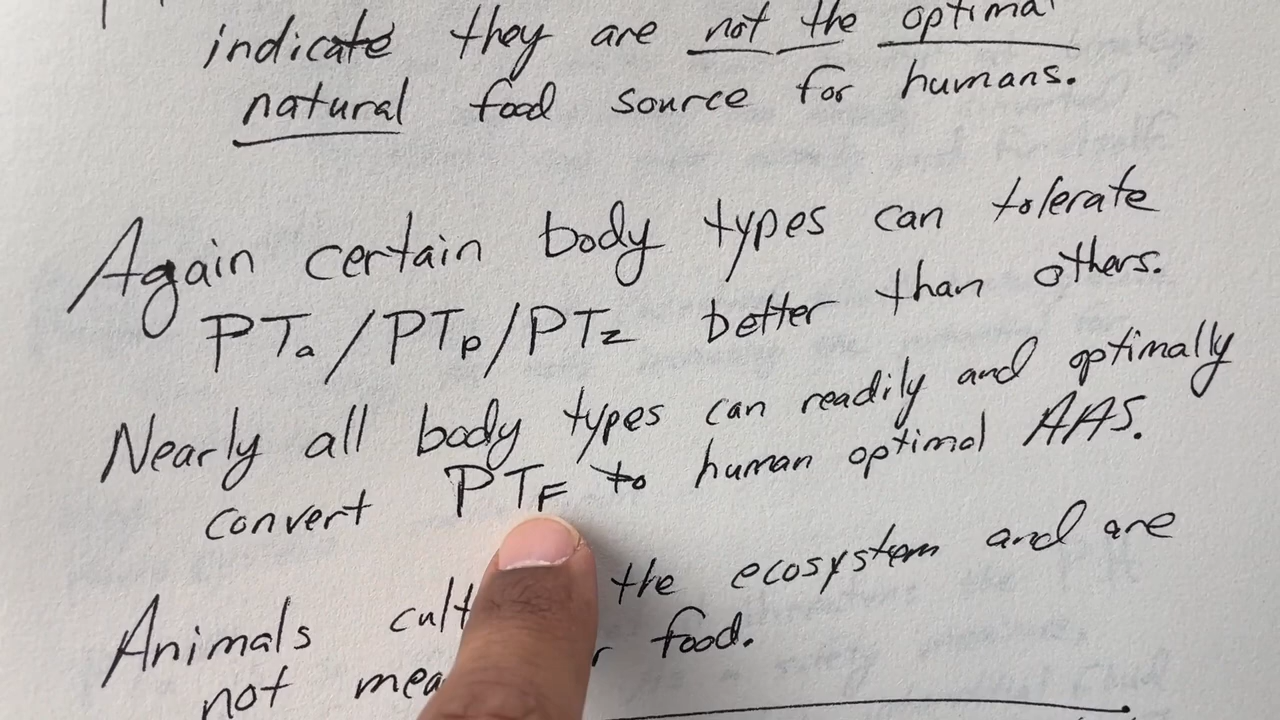 indicate they are not the optimal
natural food source for humans.
Again certain body types can tolerate
PTa/PTp/PTz better than others.
Nearly all body types can readily and optimally
convert PTF to human optimal AAS.
Animals the ecosystem and are
not food.